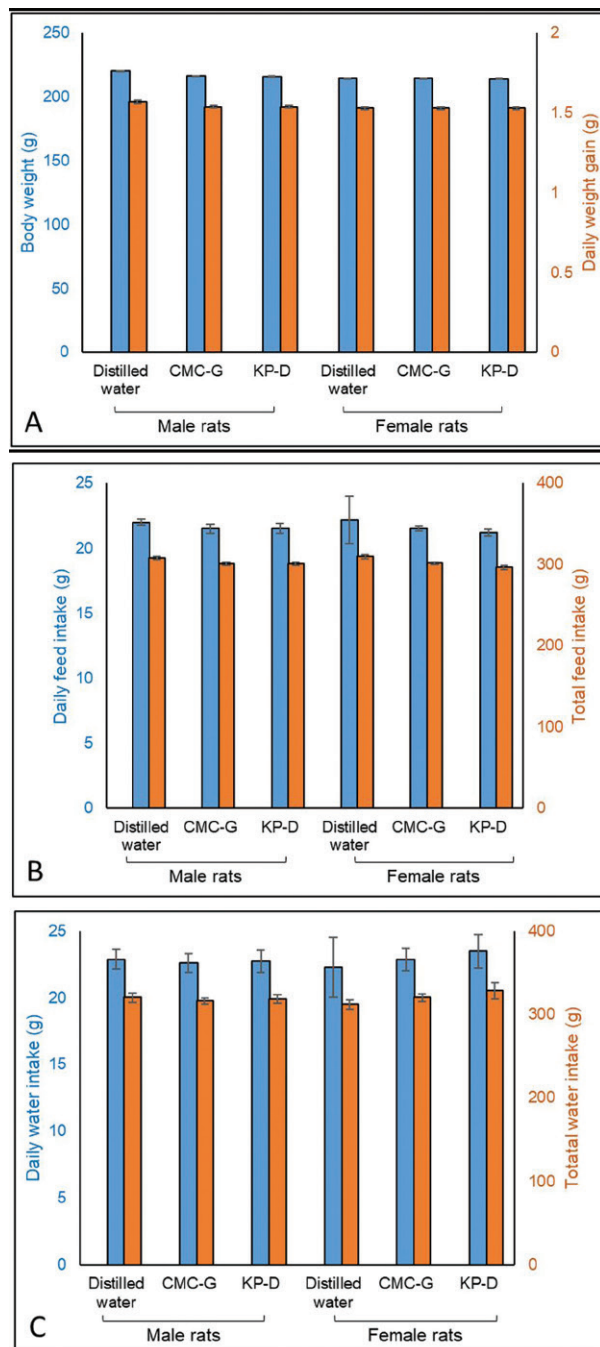 250
200
150
100
50
0
Body weight (g)
2
1.5
1
0.5
0
Daily weight gain (g)
Distilled water
CMC-G
KP-D
Distilled water
CMC-G
KP-D
Male rats
Female rats
A
25
20
15
10
5
0
Daily feed intake (g)
400
300
200
100
0
Total feed intake (g)
Distilled water
CMC-G
KP-D
Distilled water
CMC-G
KP-D
Male rats
Female rats
B
25
20
15
10
5
0
Daily water intake (g)
400
300
200
100
0
Totatal water intake (g)
Distilled water
CMC-G
KP-D
Distilled water
CMC-G
KP-D
Male rats
Female rats
C